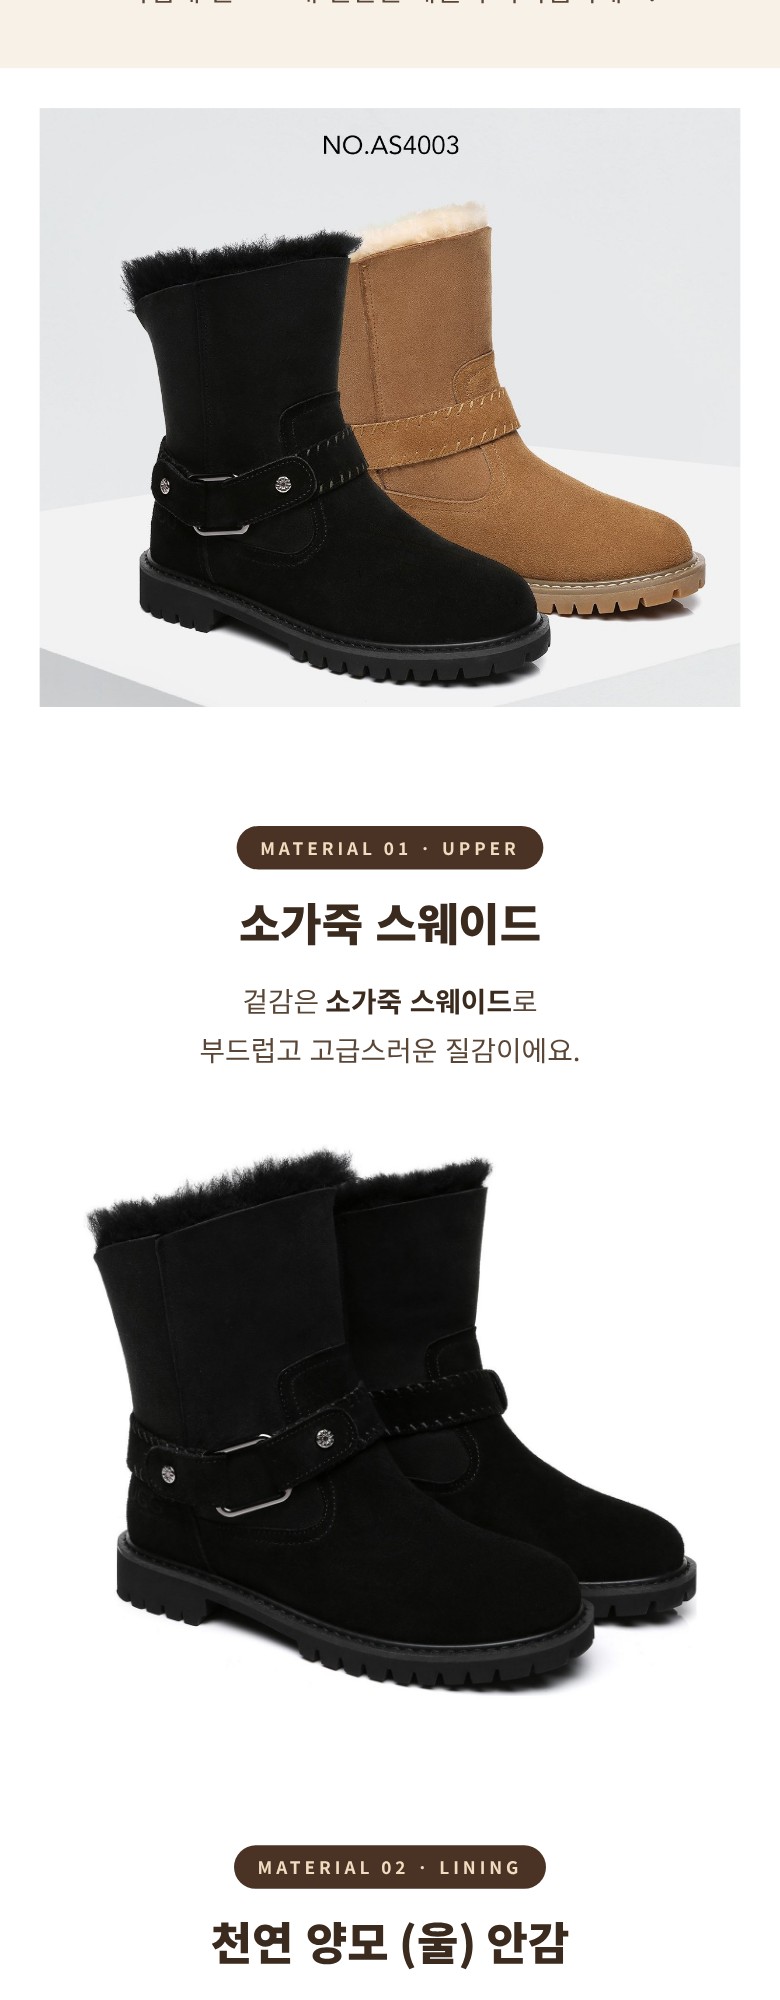 NO.AS4003
MATERIAL 01 · UPPER
소가죽 스웨이드
겉감은 소가죽 스웨이드로
부드럽고 고급스러운 질감이에요.
MATERIAL 02 · LINING
천연 양모 (울) 안감